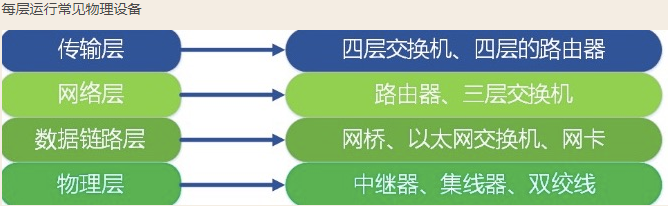 每层运行常见物理设备
传输层 四层交换机、四层的路由器
网络层 路由器、三层交换机
数据链路层 网桥、以太网交换机、网卡
物理层 中继器、集线器、双绞线